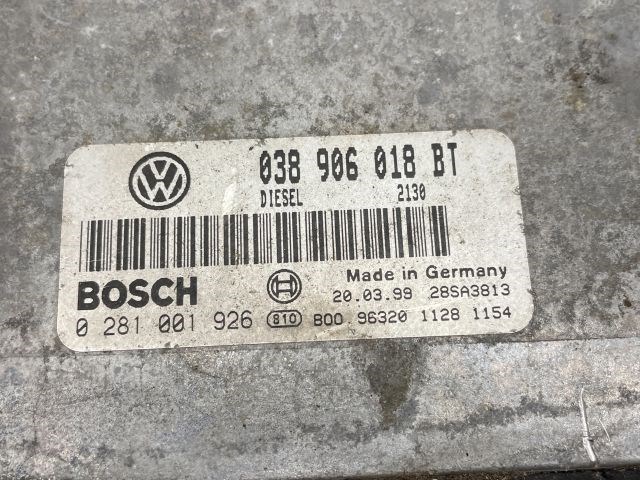 038 906 018 BT
DIESEL 2130
BOSCH Made in Germany
20.03.99 28SA3813
0 281 001 926 810 B00 96320 1128 1154